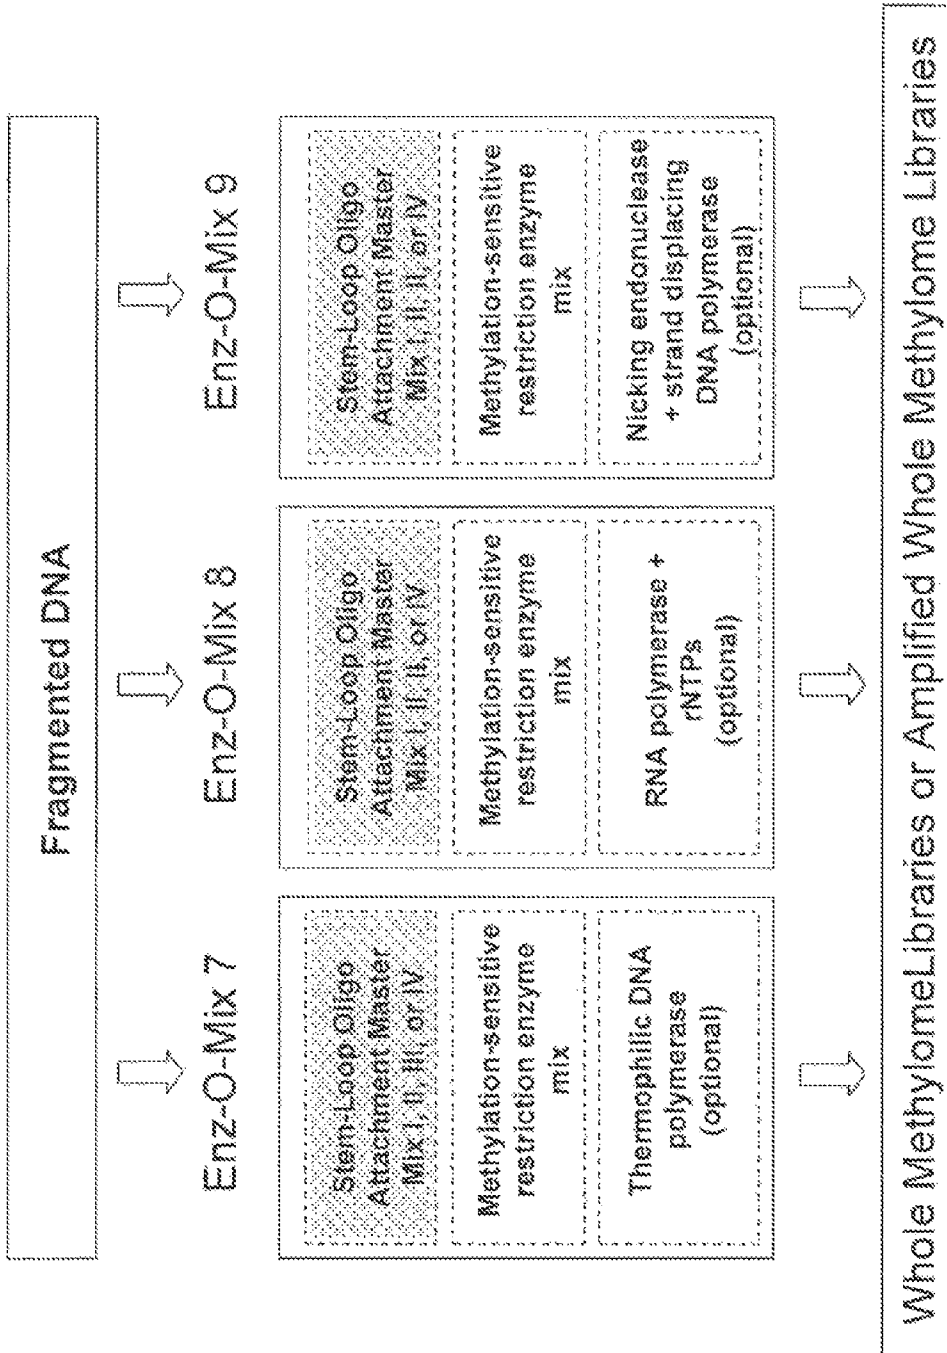 Fragmented DNA
Enz-O-Mix 7
Stem-Loop Oligo
Attachment Master
Mix I, II, III, or IV
Methylation-sensitive
restriction enzyme
mix
Thermophilic DNA
polymerase
(optional)
Enz-O-Mix 8
Stem-Loop Oligo
Attachment Master
Mix I, II, II, or IV
Methylation-sensitive
restriction enzyme
mix
RNA polymerase +
rNTPs
(optional)
Enz-O-Mix 9
Stem-Loop Oligo
Attachment Master
Mix I, II, II, or IV
Methylation-sensitive
restriction enzyme
mix
Nicking endonuclease
+ strand displacing
DNA polymerase
(optional)
Whole MethylomeLibraries or Amplified Whole Methylome Libraries